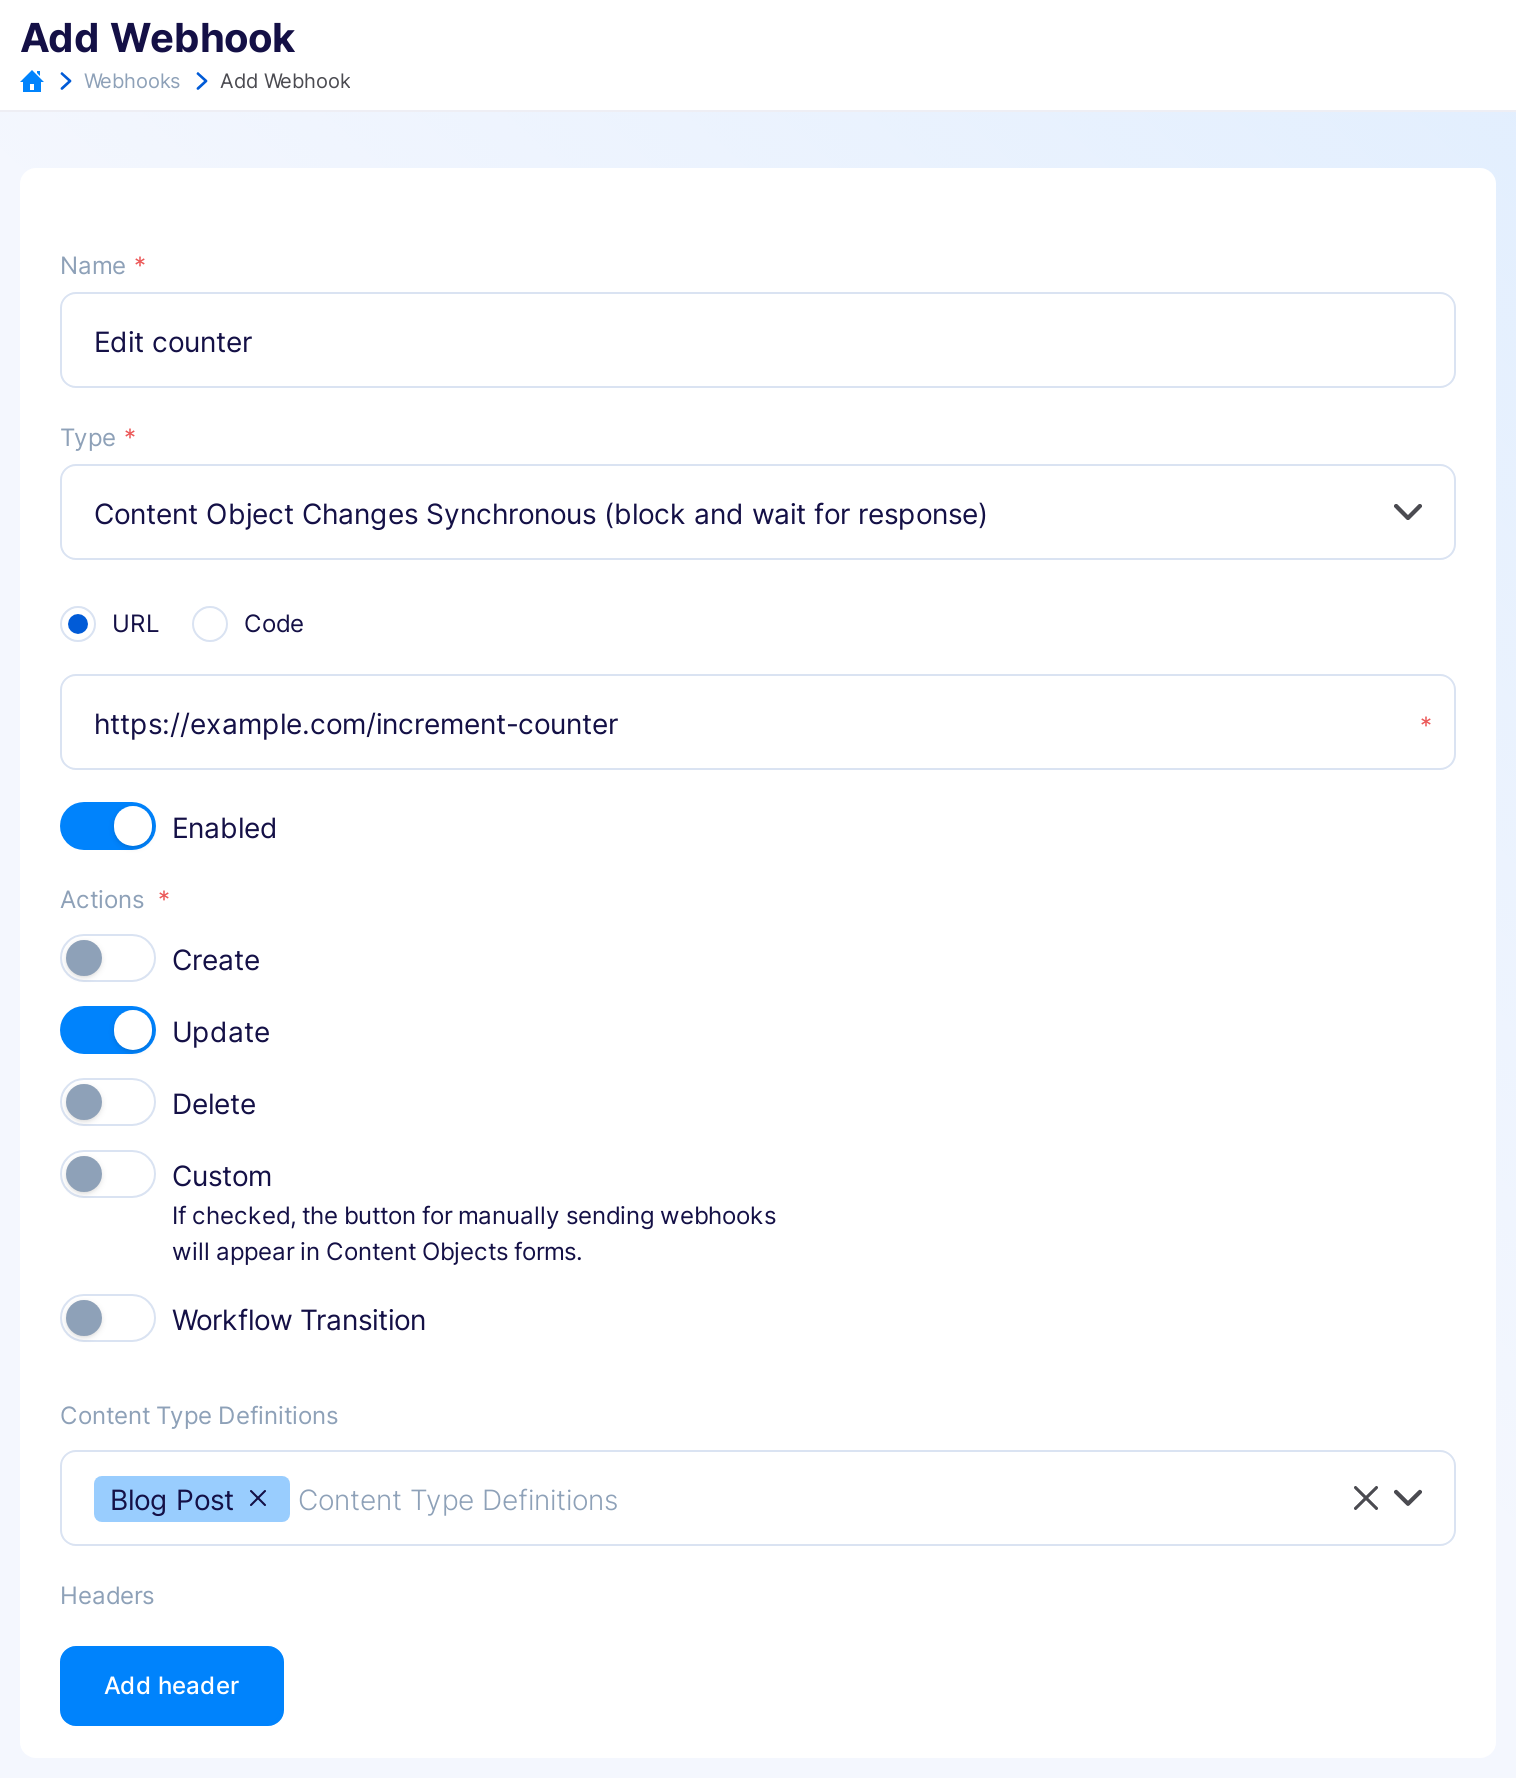 Add Webhook
Webhooks Add Webhook
Name *
Edit counter
Type *
Content Object Changes Synchronous (block and wait for response)
URL Code
https://example.com/increment-counter *
Enabled
Actions *
Create
Update
Delete
Custom
If checked, the button for manually sending webhooks
will appear in Content Objects forms.
Workflow Transition
Content Type Definitions
Blog Post Content Type Definitions
Headers
Add header